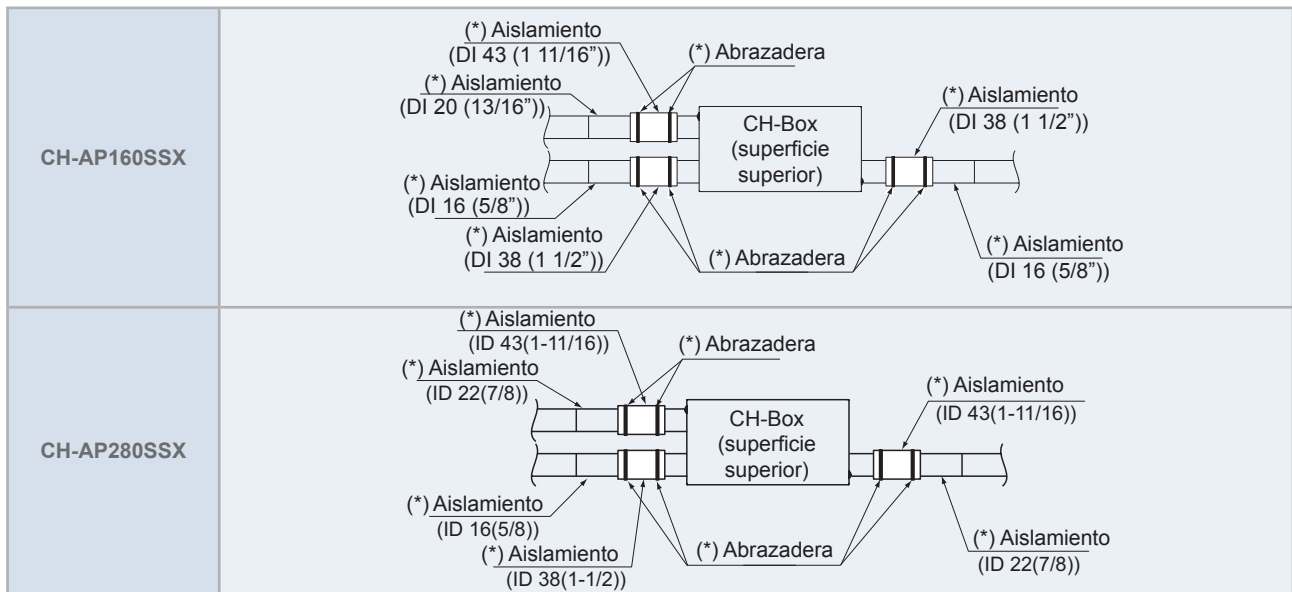 CH-AP160SSX
(*) Aislamiento
(DI 43 (1 11/16”))
(*) Abrazadera
(*) Aislamiento
(DI 20 (13/16”))
(*) Aislamiento
(DI 38 (1 1/2”))
CH-Box
(superficie
superior)
(*) Aislamiento
(DI 16 (5/8”))
(*) Aislamiento
(DI 38 (1 1/2”))
(*) Abrazadera
(*) Aislamiento
(DI 16 (5/8”))
CH-AP280SSX
(*) Aislamiento
(ID 43(1-11/16))
(*) Abrazadera
(*) Aislamiento
(ID 22(7/8))
(*) Aislamiento
(ID 43(1-11/16))
CH-Box
(superficie
superior)
(*) Aislamiento
(ID 16(5/8))
(*) Aislamiento
(ID 38(1-1/2))
(*) Abrazadera
(*) Aislamiento
(ID 22(7/8))